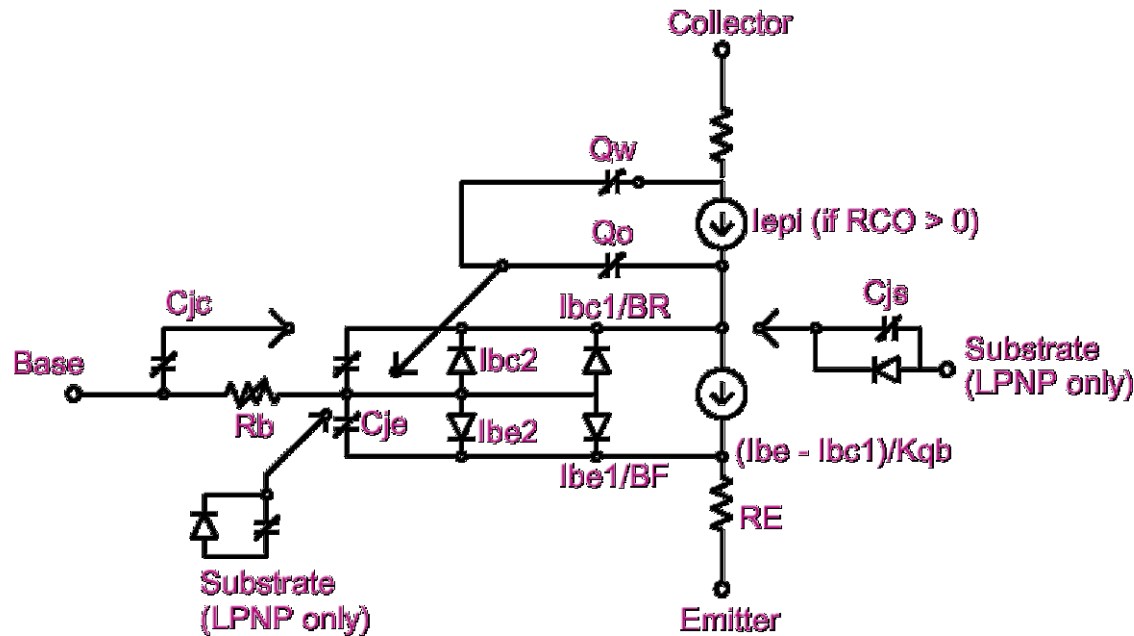 Collector
Qw
Iepi (if RCO > 0)
Qo
Cjc
Ibc1/BR
Cjs
Base
Ibc2
Substrate
(LPNP only)
Rb
Cje
Ibe2
(Ibe - Ibc1)/Kqb
Ibe1/BF
RE
Substrate
(LPNP only)
Emitter